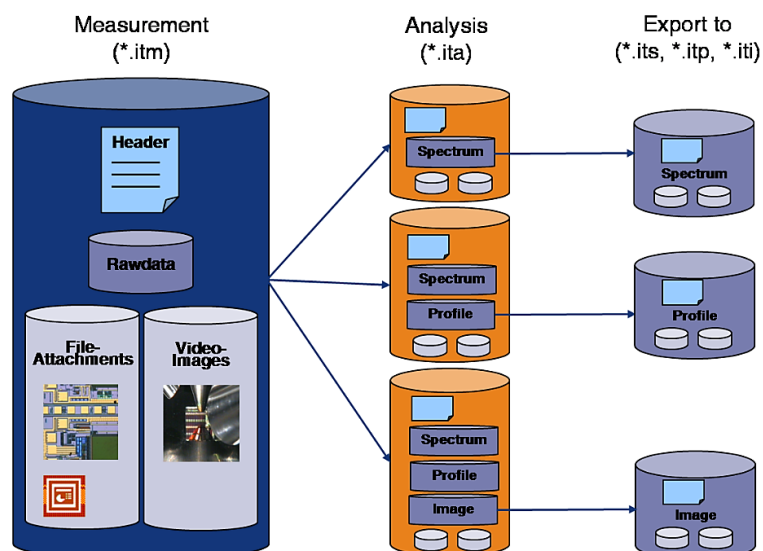 Measurement
(*.itm)
Analysis
(*.ita)
Export to
(*.its, *.itp, *.iti)
Header
Rawdata
File-
Attachments
Video-
Images
Spectrum
Spectrum
Profile
Spectrum
Profile
Image
Spectrum
Profile
Image